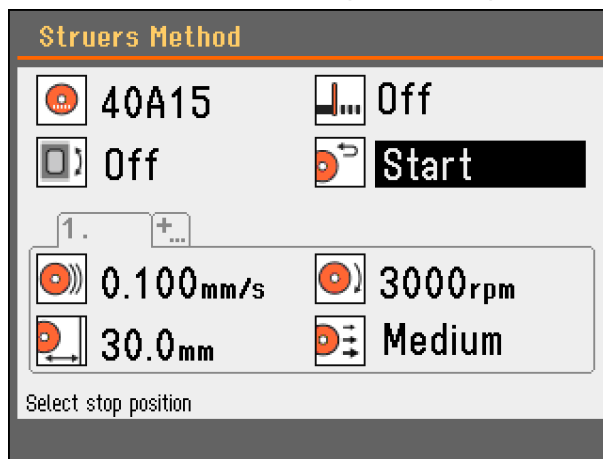 Struers Method
40A15 Off
Off Start
1. +...
0.100mm/s 3000rpm
30.0mm Medium
Select stop position